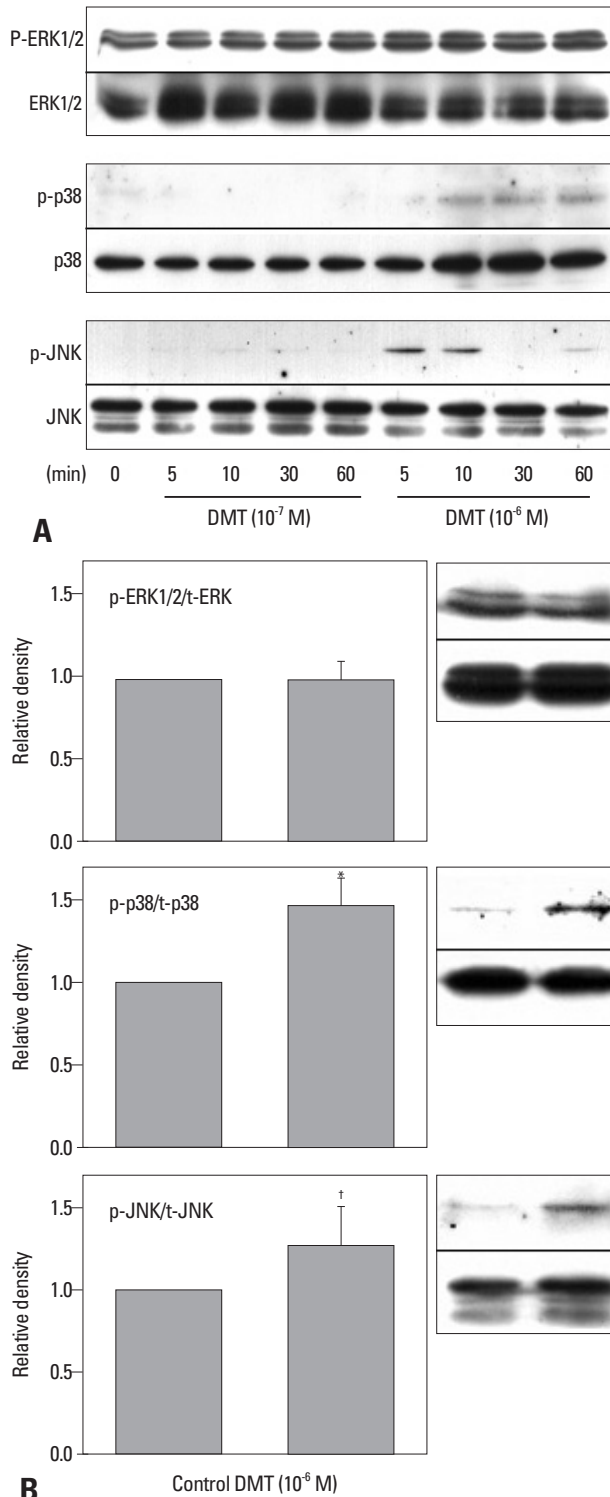 P-ERK1/2
ERK1/2
p-p38
p38
p-JNK
JNK
(min) 0 5 10 30 60 5 10 30 60
DMT (10⁻⁷ M) DMT (10⁻⁶ M)
A
1.5
p-ERK1/2/t-ERK
1.0
Relative density
0.5
0.0
*
1.5
p-p38/t-p38
1.0
Relative density
0.5
0.0
†
1.5
p-JNK/t-JNK
1.0
Relative density
0.5
0.0
B
Control DMT (10⁻⁶ M)